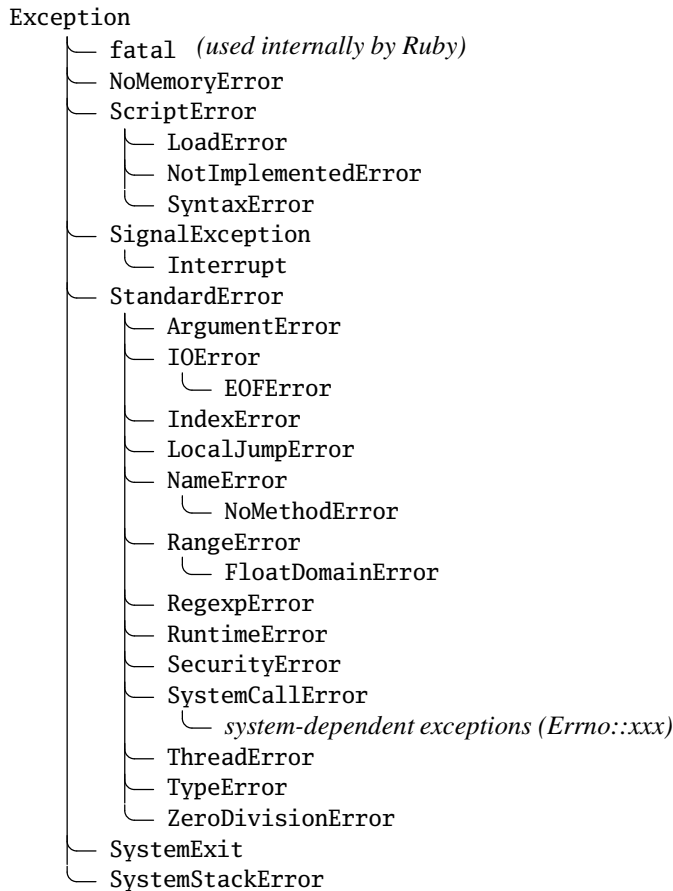 Exception
fatal (used internally by Ruby)
NoMemoryError
ScriptError
LoadError
NotImplementedError
SyntaxError
SignalException
Interrupt
StandardError
ArgumentError
IOError
EOFError
IndexError
LocalJumpError
NameError
NoMethodError
RangeError
FloatDomainError
RegexpError
RuntimeError
SecurityError
SystemCallError
system-dependent exceptions (Errno::xxx)
ThreadError
TypeError
ZeroDivisionError
SystemExit
SystemStackError